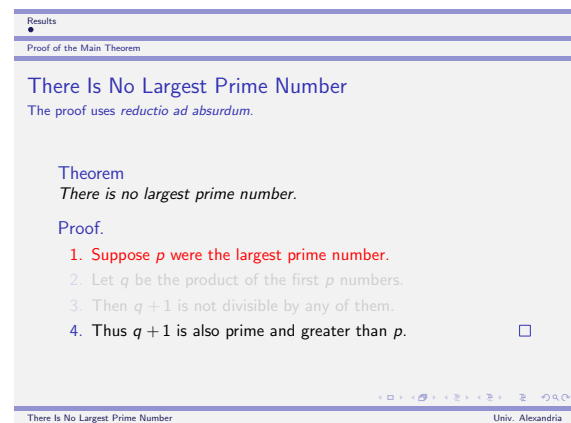 Results
Proof of the Main Theorem
There Is No Largest Prime Number
The proof uses reductio ad absurdum.
Theorem
There is no largest prime number.
Proof.
1. Suppose p were the largest prime number.
2. Let q be the product of the first p numbers.
3. Then q + 1 is not divisible by any of them.
4. Thus q + 1 is also prime and greater than p.
There Is No Largest Prime Number Univ. Alexandria